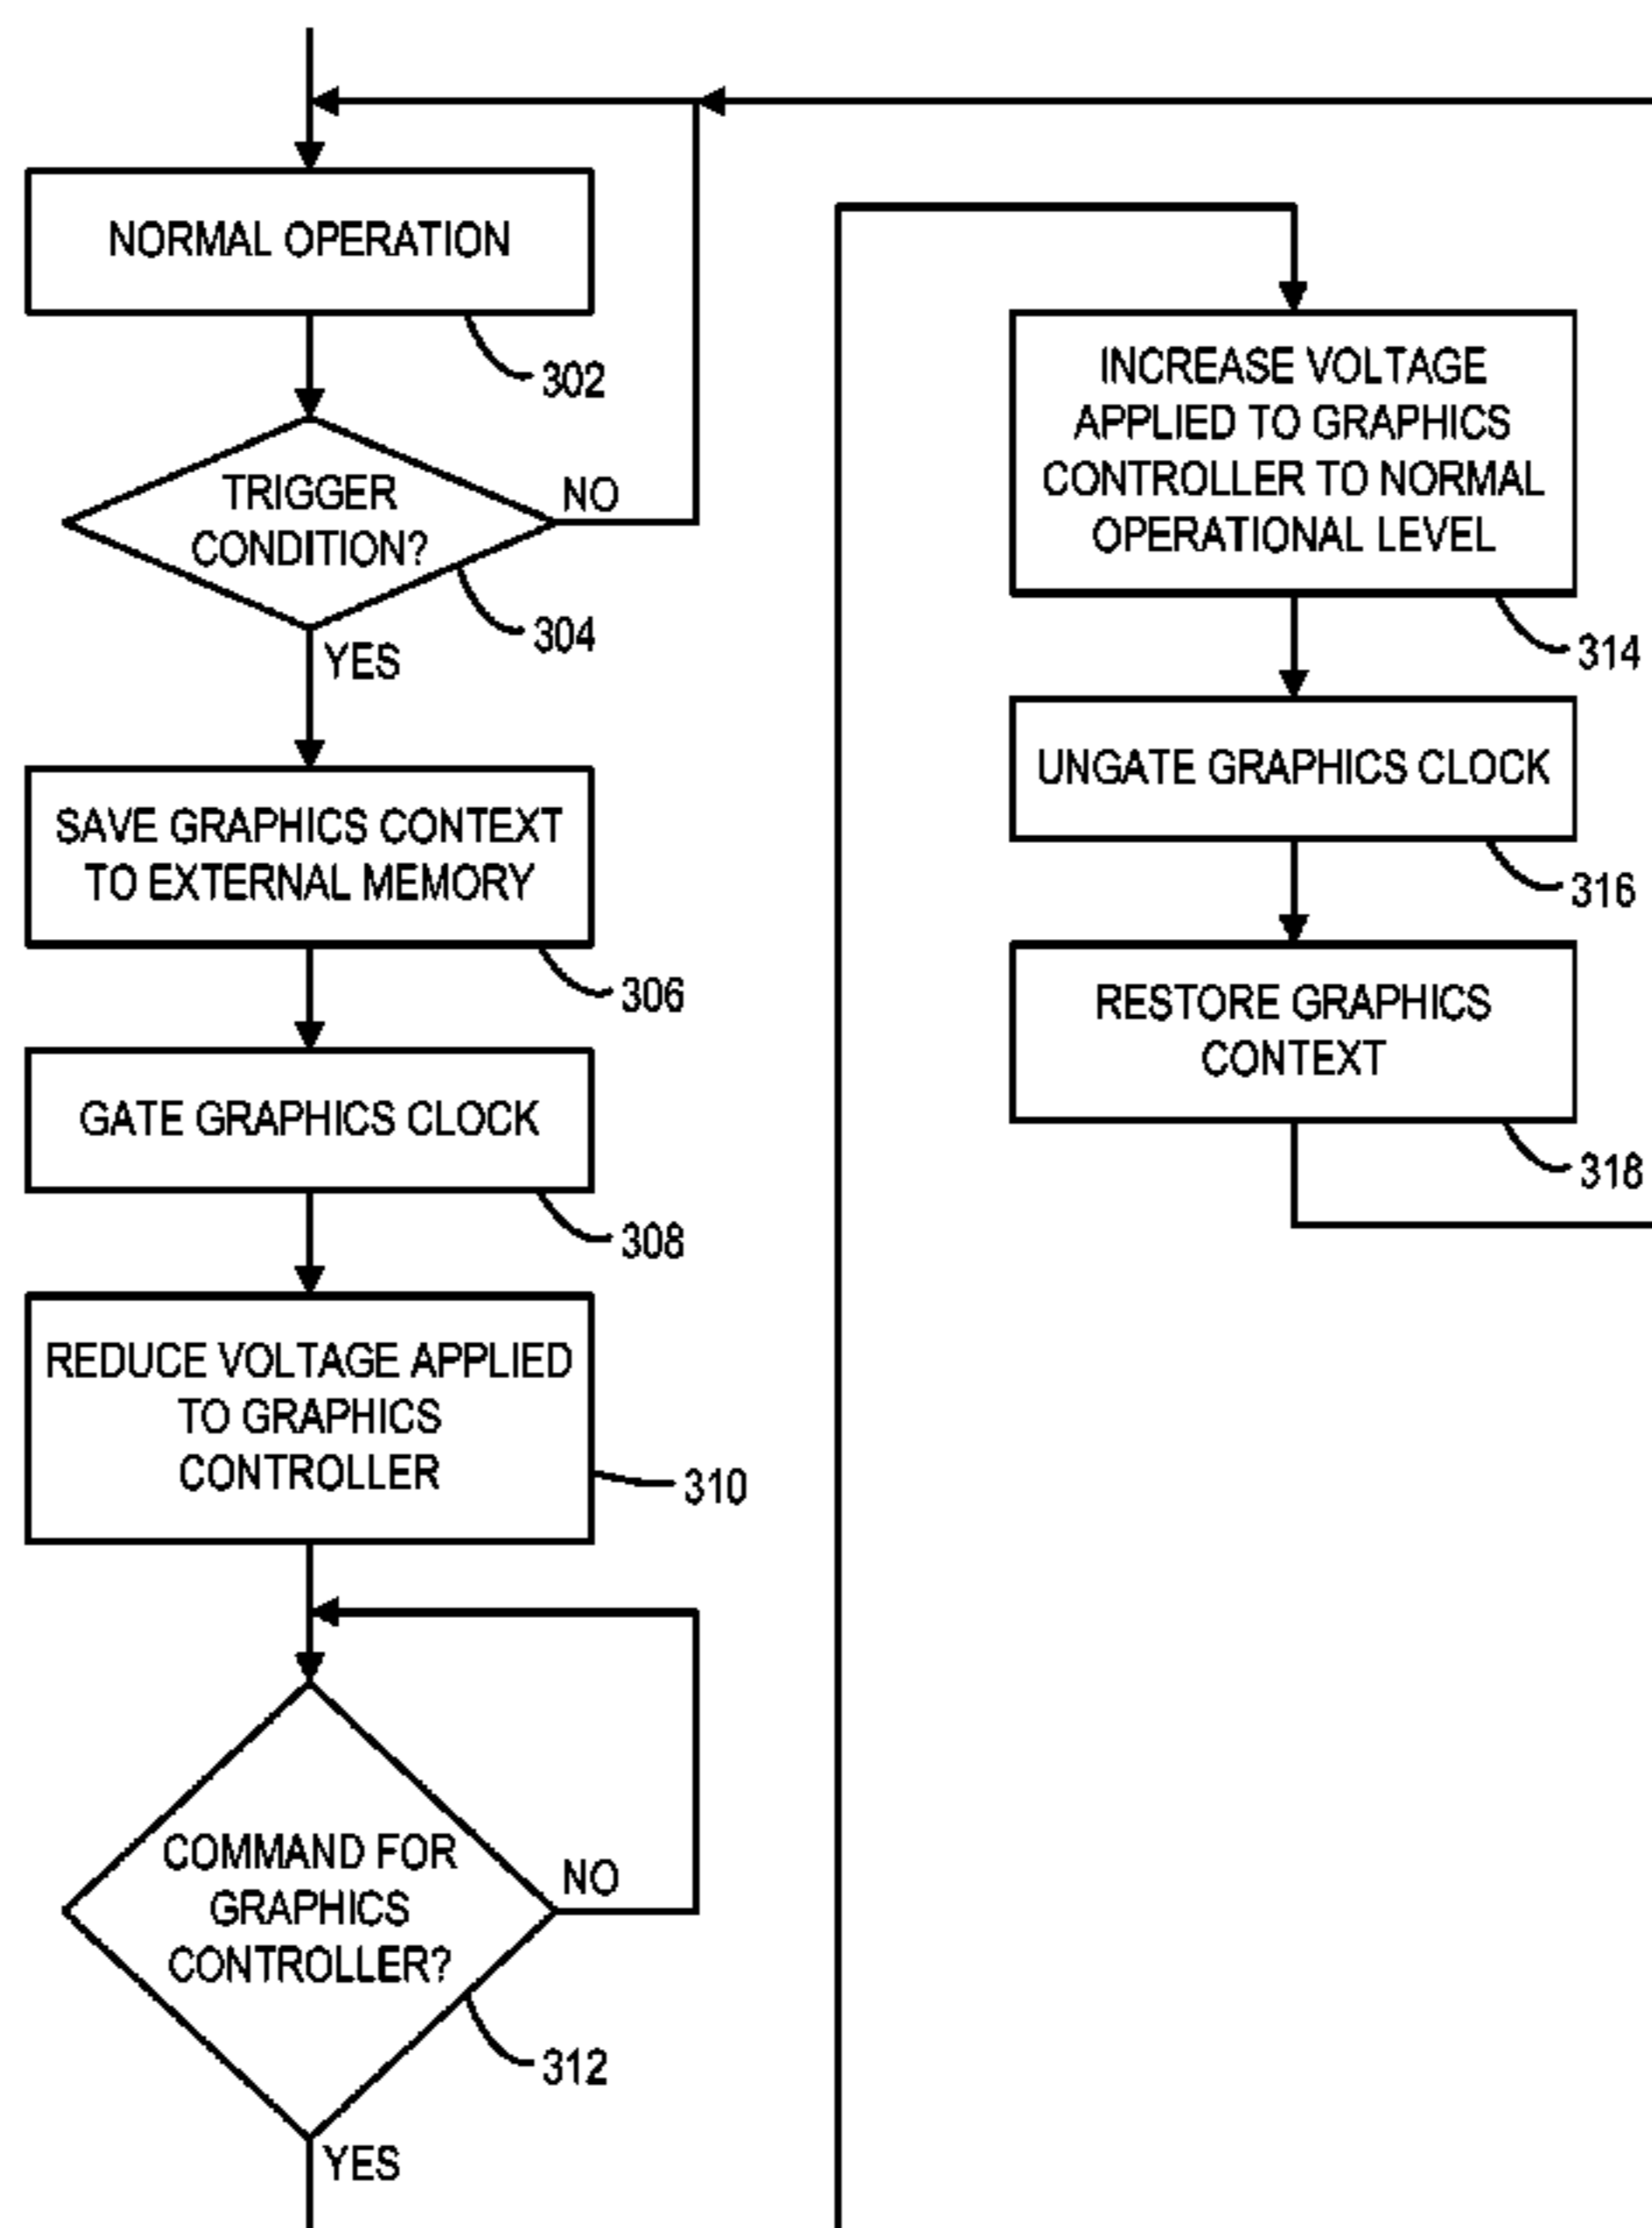 NORMAL OPERATION
302
TRIGGER
CONDITION?
NO
304
YES
SAVE GRAPHICS CONTEXT
TO EXTERNAL MEMORY
306
GATE GRAPHICS CLOCK
308
REDUCE VOLTAGE APPLIED
TO GRAPHICS
CONTROLLER
310
COMMAND FOR
GRAPHICS
CONTROLLER?
NO
312
YES
INCREASE VOLTAGE
APPLIED TO GRAPHICS
CONTROLLER TO NORMAL
OPERATIONAL LEVEL
314
UNGATE GRAPHICS CLOCK
316
RESTORE GRAPHICS
CONTEXT
318